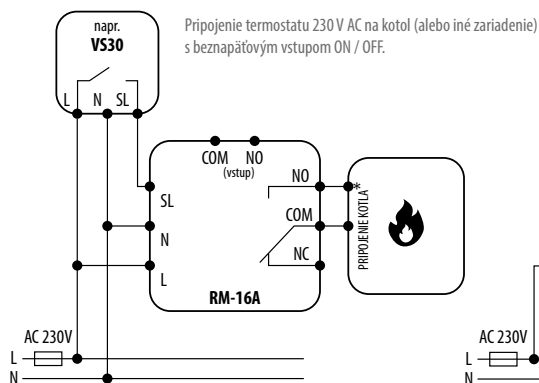 napr.
VS30
L N SL
Pripojenie termostatu 230 V AC na kotol (alebo iné zariadenie)
s beznapäťovým vstupom ON / OFF.
COM NO
(vstup)
NO
SL
COM
N
NC
L
RM-16A
*
PRIPOJENIE KOTLA
AC 230V
L
N
AC 230V
L
N